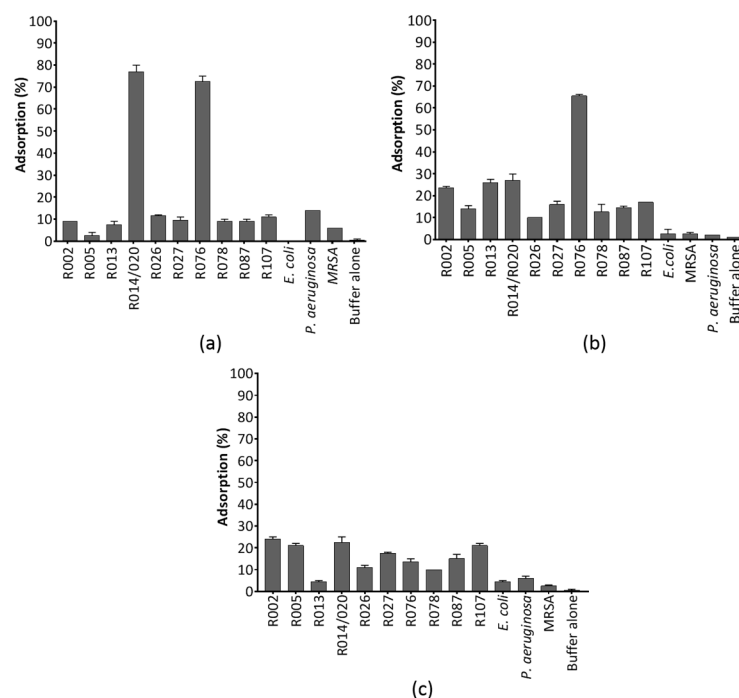 Adsorption (%)
100
90
80
70
60
50
40
30
20
10
0
R002
R005
R013
R014/020
R026
R027
R076
R078
R087
R107
E. coli
P. aeruginosa
MRSA
Buffer alone
(a)
Adsorption (%)
100
90
80
70
60
50
40
30
20
10
0
R002
R005
R013
R014/R020
R026
R027
R076
R078
R087
R107
E.coli
MRSA
P. aeruginosa
Buffer alone
(b)
Adsorption (%)
100
90
80
70
60
50
40
30
20
10
0
R002
R005
R013
R014/020
R026
R027
R076
R078
R087
R107
E. coli
P. aeruginosa
MRSA
Buffer alone
(c)